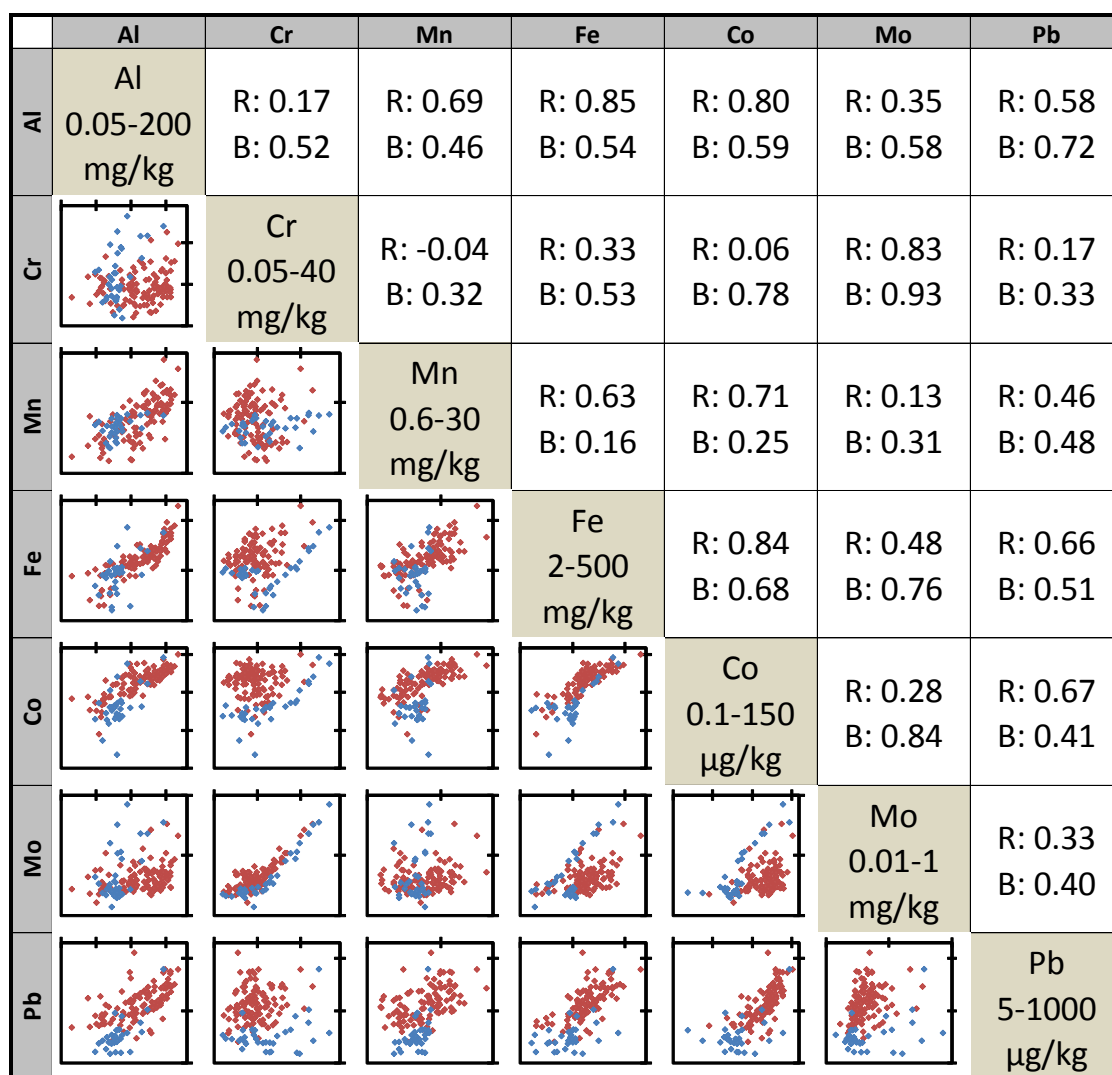 Al Cr Mn Fe Co Mo Pb
Al
Al
0.05-200
mg/kg
R: 0.17
B: 0.52
R: 0.69
B: 0.46
R: 0.85
B: 0.54
R: 0.80
B: 0.59
R: 0.35
B: 0.58
R: 0.58
B: 0.72
Cr
Cr
0.05-40
mg/kg
R: -0.04
B: 0.32
R: 0.33
B: 0.53
R: 0.06
B: 0.78
R: 0.83
B: 0.93
R: 0.17
B: 0.33
Mn
Mn
0.6-30
mg/kg
R: 0.63
B: 0.16
R: 0.71
B: 0.25
R: 0.13
B: 0.31
R: 0.46
B: 0.48
Fe
Fe
2-500
mg/kg
R: 0.84
B: 0.68
R: 0.48
B: 0.76
R: 0.66
B: 0.51
Co
Co
0.1-150
µg/kg
R: 0.28
B: 0.84
R: 0.67
B: 0.41
Mo
Mo
0.01-1
mg/kg
R: 0.33
B: 0.40
Pb
Pb
5-1000
µg/kg